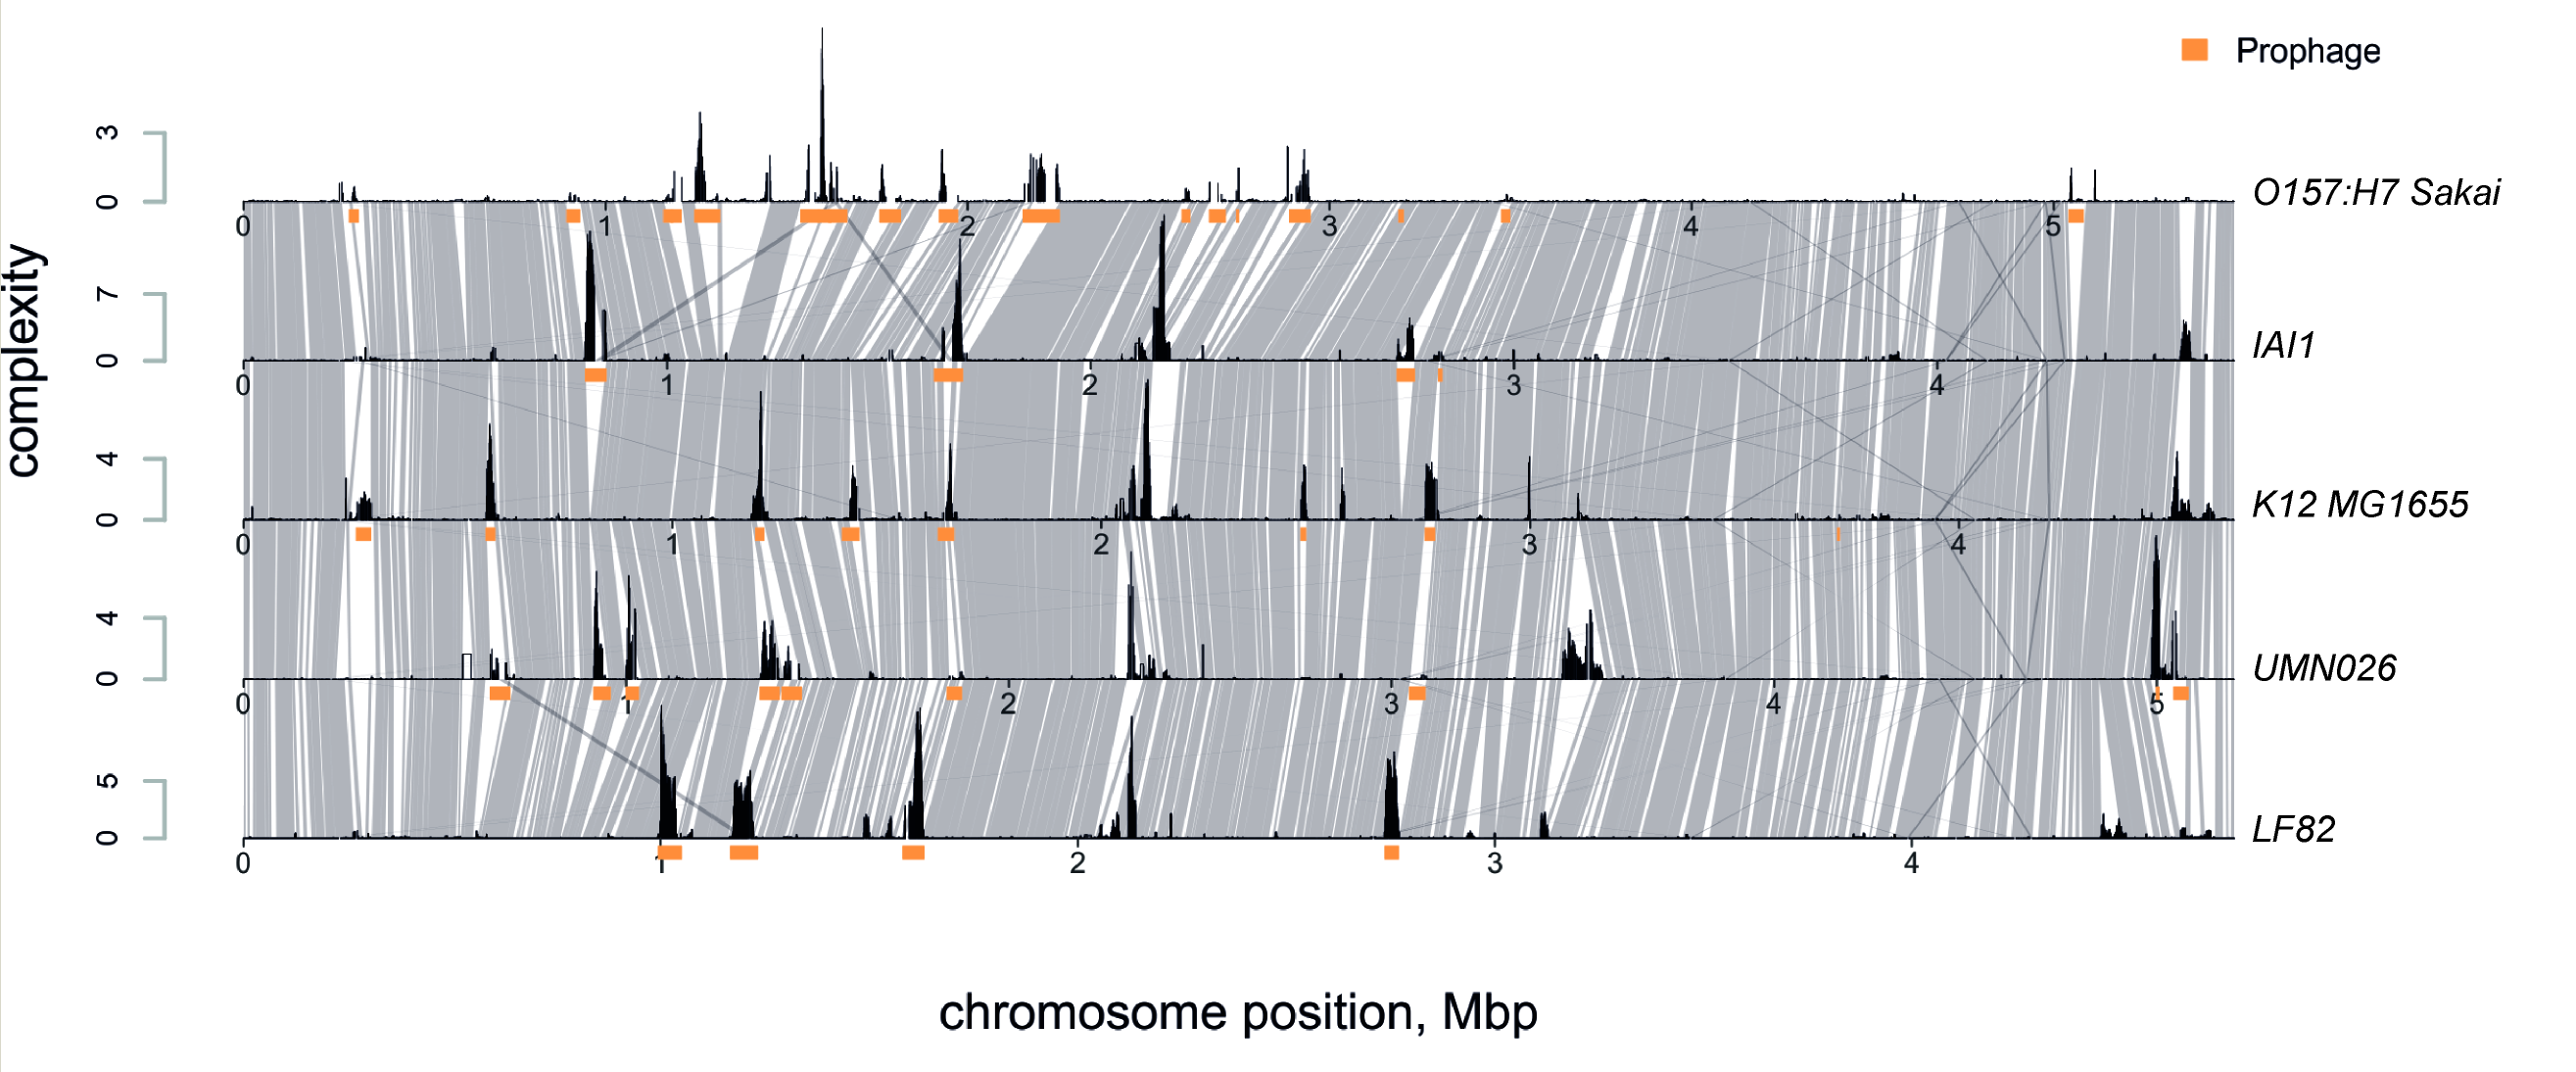 Prophage
3
0
O157:H7 Sakai
0 1 2 3 4 5
complexity
7
0
IAI1
0 1 2 3 4
4
0
K12 MG1655
0 1 2 3 4
4
0
UMN026
0 1 2 3 4 5
5
0
LF82
0 1 2 3 4
chromosome position, Mbp